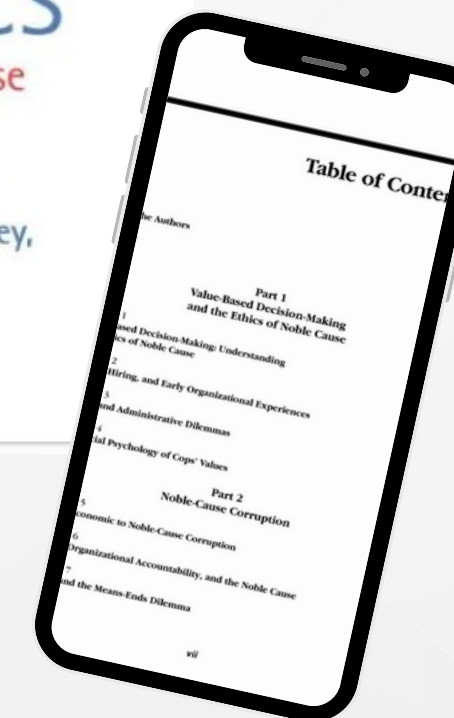 cs
se
ey,
Table of Conten
he Authors
Part 1
Value-Based Decision-Making
and the Ethics of Noble Cause
1
ased Decision-Making: Understanding
ics of Noble Cause
2
Hiring, and Early Organizational Experiences
3
and Administrative Dilemmas
4
ial Psychology of Cops' Values
Part 2
Noble-Cause Corruption
5
conomic to Noble-Cause Corruption
6
Organizational Accountability, and the Noble Cause
7
and the Means-Ends Dilemma
vii